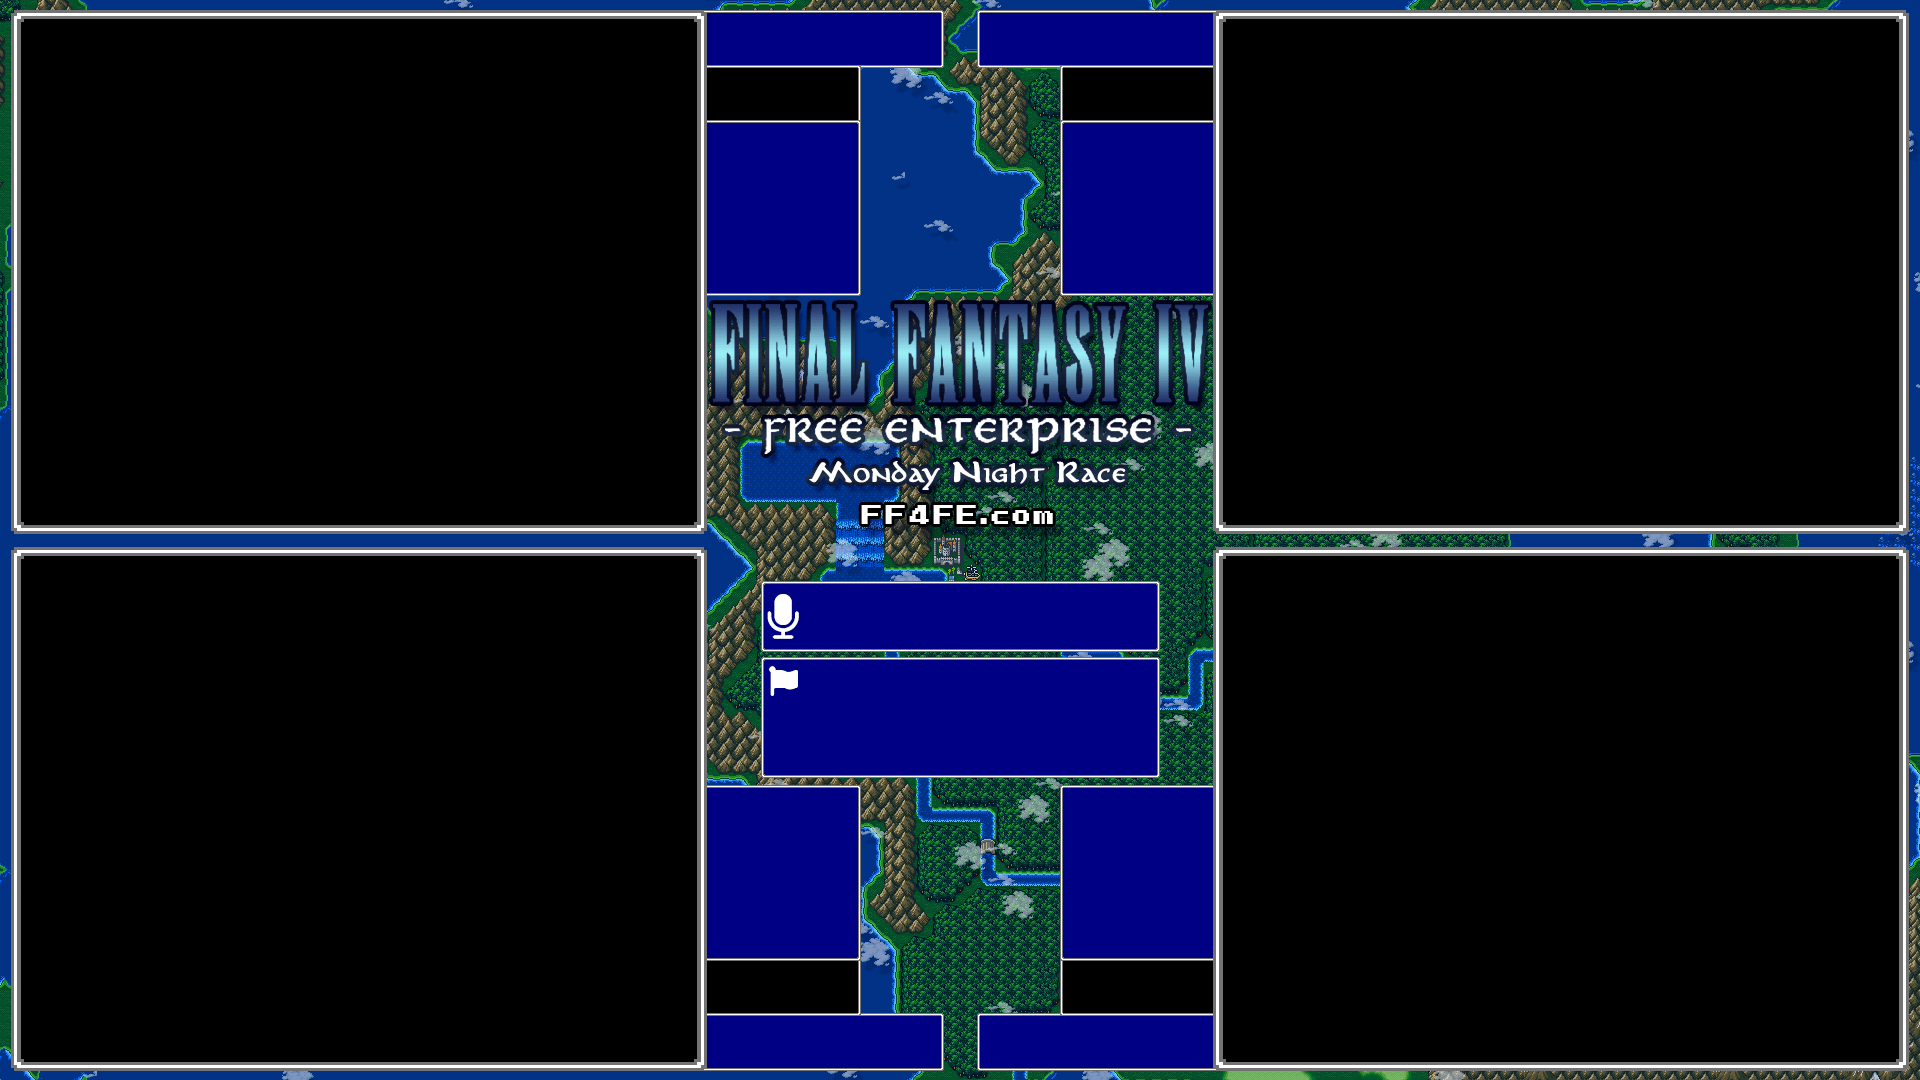 FINAL FANTASY IV
- FREE ENTERPRISE -
Monday Night Race
FF4FE.com